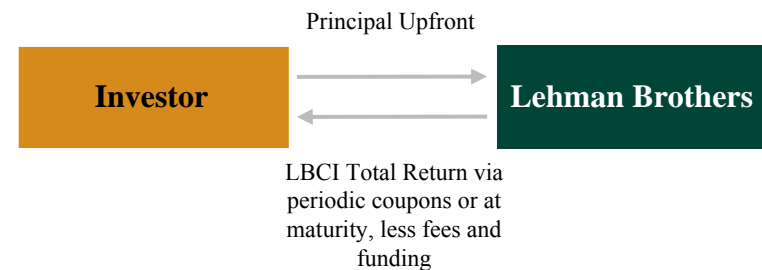 Principal Upfront
Investor
Lehman Brothers
LBCI Total Return via
periodic coupons or at
maturity, less fees and
funding